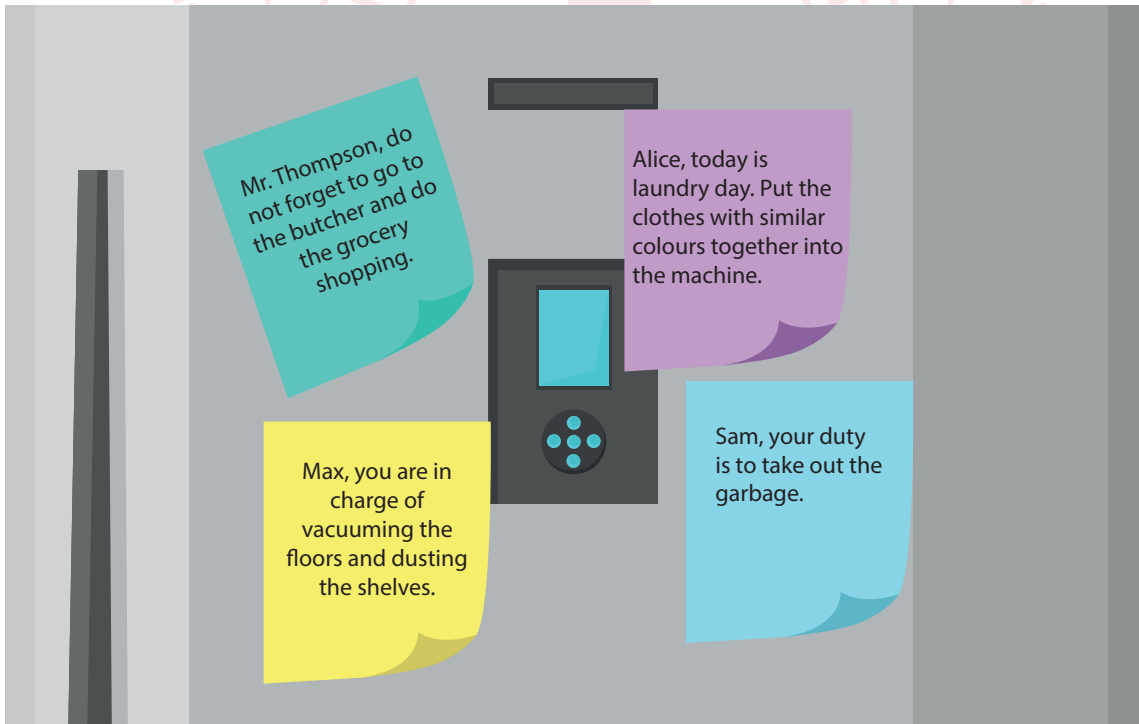 Mr. Thompson, do
not forget to go to
the butcher and do
the grocery
shopping.
Alice, today is
laundry day. Put the
clothes with similar
colours together into
the machine.
Max, you are in
charge of
vacuuming the
floors and dusting
the shelves.
Sam, your duty
is to take out the
garbage.